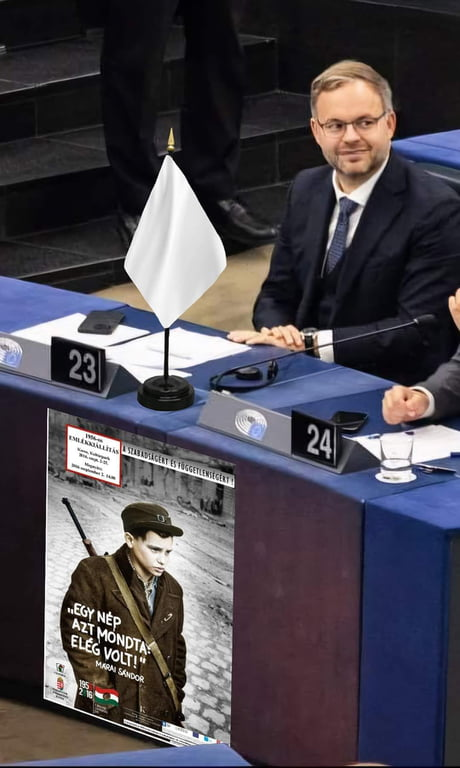 23
24
1956-os
EMLÉKKIÁLLÍTÁS
A SZABADSÁGÉRT ÉS FÜGGETLENSÉGÉRT !
„EGY NÉP
AZT MONDTA:
ELÉG VOLT!"
MÁRAI SÁNDOR